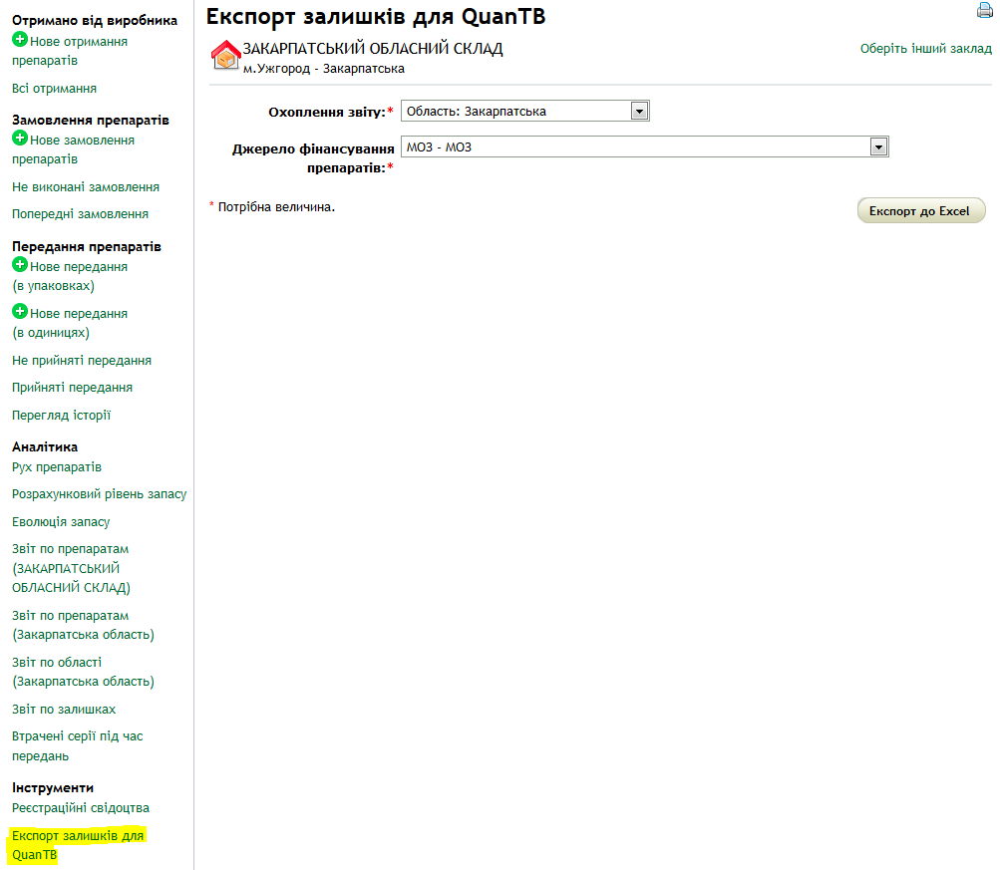 Отримано від виробника
Нове отримання
препаратів
Всі отримання
Замовлення препаратів
Нове замовлення
препаратів
Не виконані замовлення
Попередні замовлення
Передання препаратів
Нове передання
(в упаковках)
Нове передання
(в одиницях)
Не прийняті передання
Прийняті передання
Перегляд історії
Аналітика
Рух препаратів
Розрахунковий рівень запасу
Еволюція запасу
Звіт по препаратам
(ЗАКАРПАТСЬКИЙ
ОБЛАСНИЙ СКЛАД)
Звіт по препаратам
(Закарпатська область)
Звіт по області
(Закарпатська область)
Звіт по залишках
Втрачені серії під час
передань
Інструменти
Реєстраційні свідоцтва
Експорт залишків для
QuanTB
Експорт залишків для QuanTB
ЗАКАРПАТСЬКИЙ ОБЛАСНИЙ СКЛАД
Оберіть інший заклад
м.Ужгород - Закарпатська
Охоплення звіту:* Область: Закарпатська
Джерело фінансування МОЗ - МОЗ
препаратів:*
* Потрібна величина.
Експорт до Excel